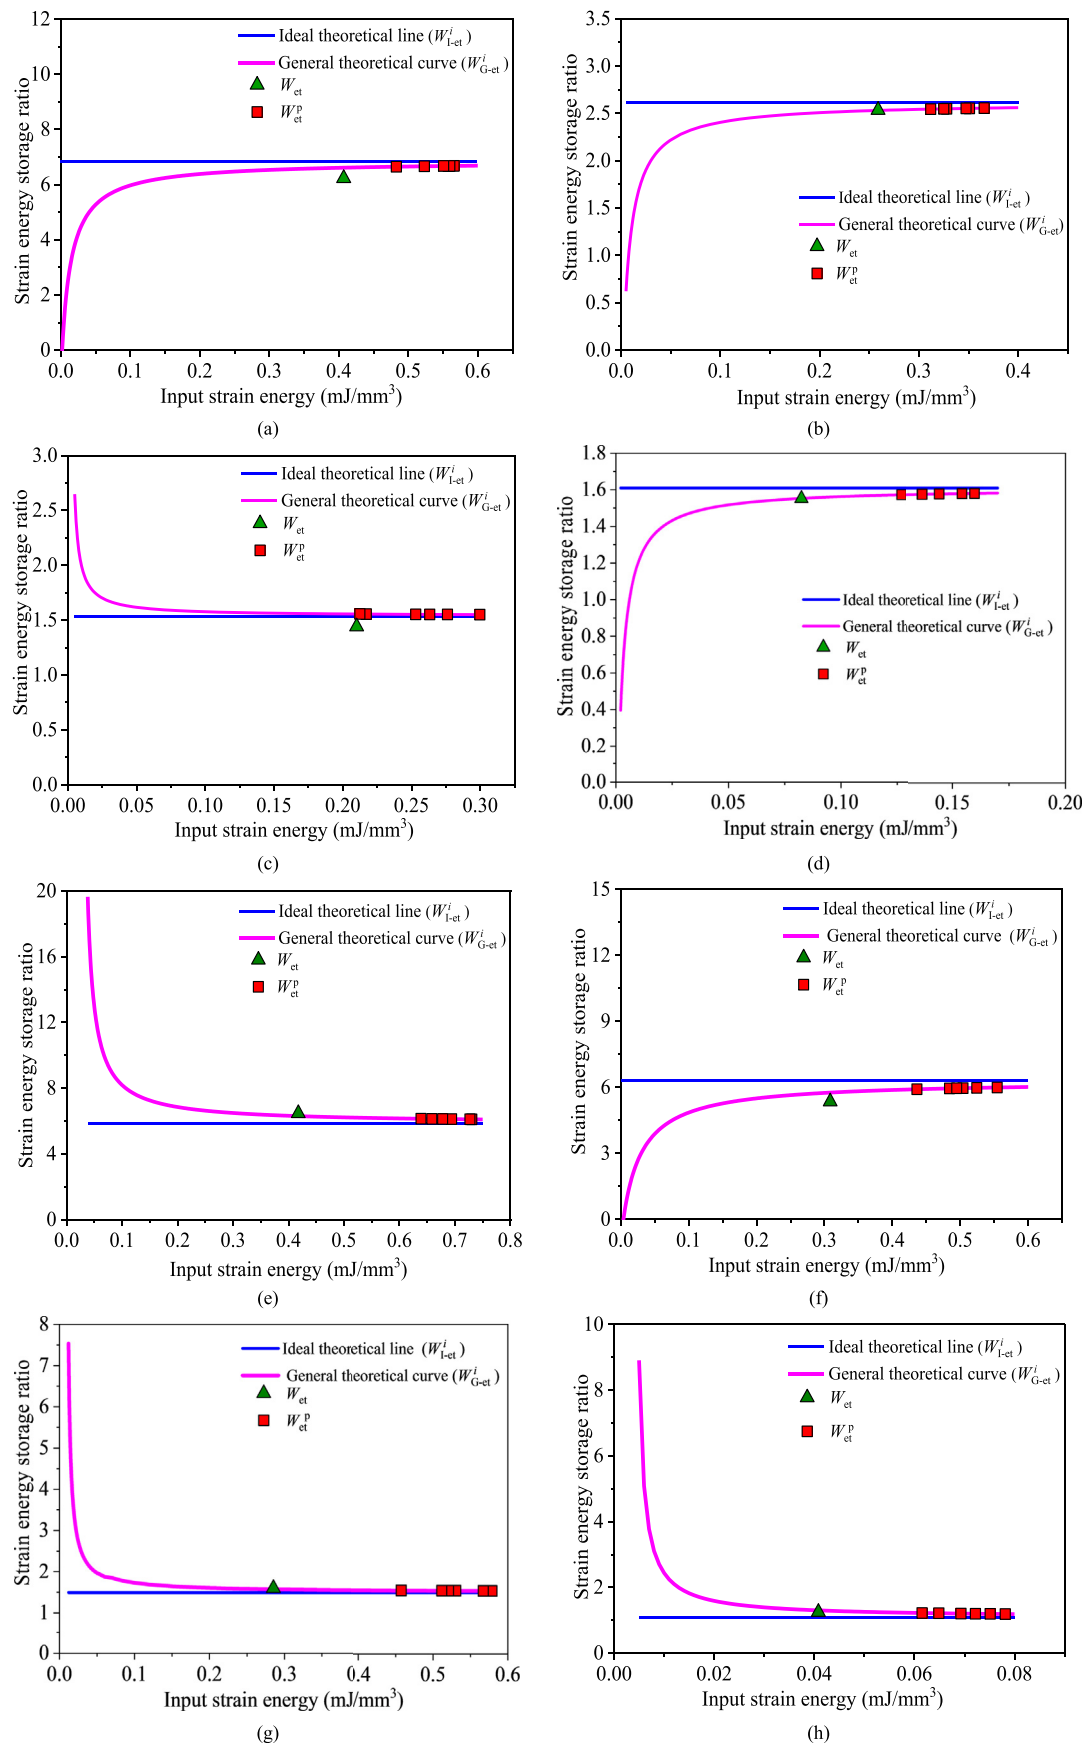 12
10
8
6
4
2
0
0.0 0.1 0.2 0.3 0.4 0.5 0.6
Strain energy storage ratio
Input strain energy (mJ/mm³)
Ideal theoretical line (W^i_I-et)
General theoretical curve (W^i_G-et)
W_et
W^p_et
(a)
3.5
3.0
2.5
2.0
1.5
1.0
0.5
0.0
0.0 0.1 0.2 0.3 0.4
Strain energy storage ratio
Input strain energy (mJ/mm³)
Ideal theoretical line (W^i_I-et)
General theoretical curve (W^i_G-et)
W_et
W^p_et
(b)
3.0
2.5
2.0
1.5
1.0
0.5
0.0
0.00 0.05 0.10 0.15 0.20 0.25 0.30
Strain energy storage ratio
Input strain energy (mJ/mm³)
Ideal theoretical line (W^i_I-et)
General theoretical curve (W^i_G-et)
W_et
W^p_et
(c)
1.8
1.6
1.4
1.2
1.0
0.8
0.6
0.4
0.2
0.0
0.00 0.05 0.10 0.15 0.20
Strain energy storage ratio
Input strain energy (mJ/mm³)
Ideal theoretical line (W^i_I-et)
General theoretical curve (W^i_G-et)
W_et
W^p_et
(d)
20
16
12
8
4
0
0.0 0.1 0.2 0.3 0.4 0.5 0.6 0.7 0.8
Strain energy storage ratio
Input strain energy (mJ/mm³)
Ideal theoretical line (W^i_I-et)
General theoretical curve (W^i_G-et)
W_et
W^p_et
(e)
15
12
9
6
3
0
0.0 0.1 0.2 0.3 0.4 0.5 0.6
Strain energy storage ratio
Input strain energy (mJ/mm³)
Ideal theoretical line (W^i_I-et)
General theoretical curve (W^i_G-et)
W_et
W^p_et
(f)
8
7
6
5
4
3
2
1
0
0.0 0.1 0.2 0.3 0.4 0.5 0.6
Strain energy storage ratio
Input strain energy (mJ/mm³)
Ideal theoretical line (W^i_I-et)
General theoretical curve (W^i_G-et)
W_et
W^p_et
(g)
10
8
6
4
2
0
0.00 0.02 0.04 0.06 0.08
Strain energy storage ratio
Input strain energy (mJ/mm³)
Ideal theoretical line (W^i_I-et)
General theoretical curve (W^i_G-et)
W_et
W^p_et
(h)